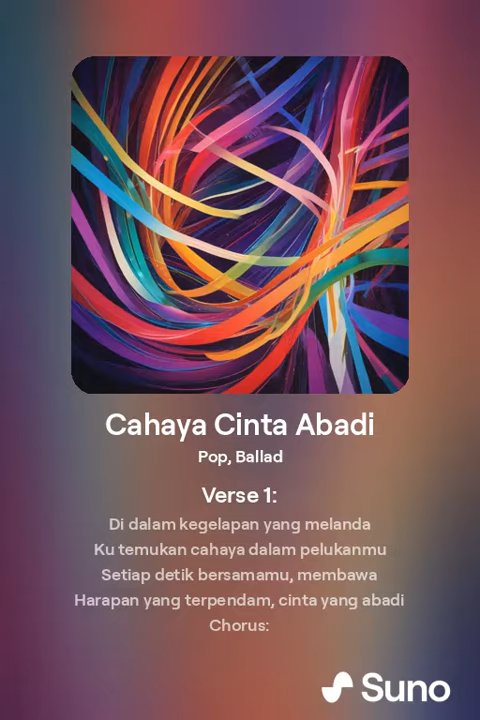 Cahaya Cinta Abadi
Pop, Ballad
Verse 1:
Di dalam kegelapan yang melanda
Ku temukan cahaya dalam pelukanmu
Setiap detik bersamamu, membawa
Harapan yang terpendam, cinta yang abadi
Chorus:
Suno